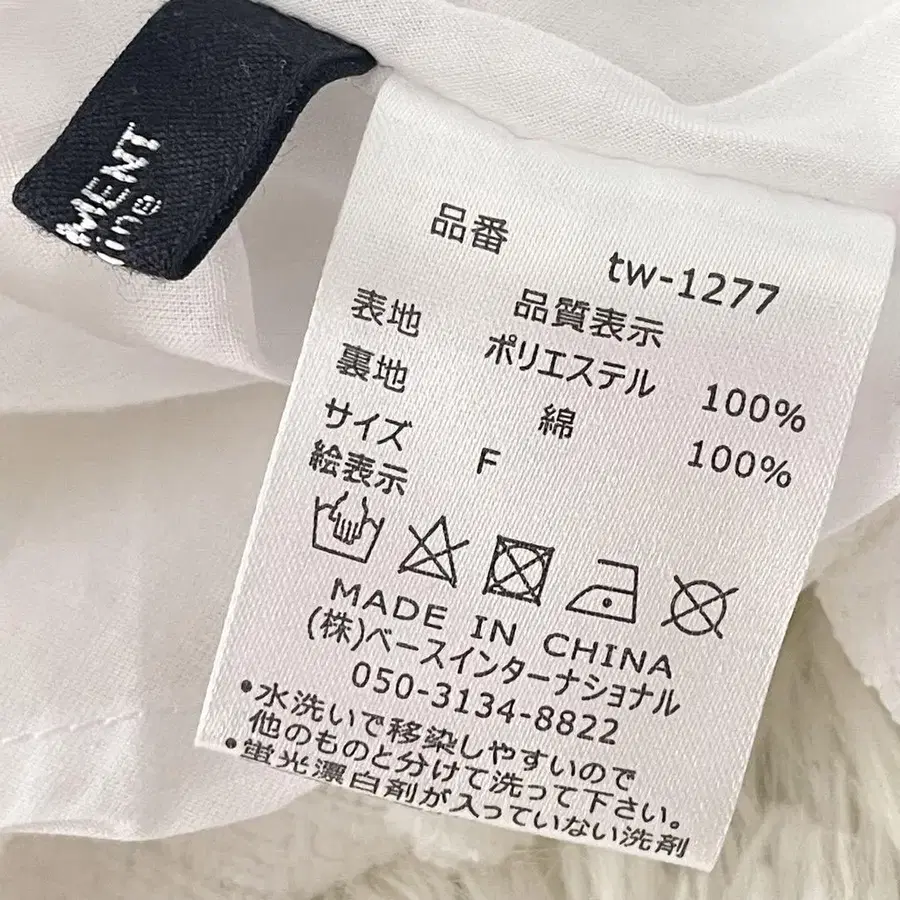 MENT
品番 tw-1277
品質表示
表地 ポリエステル 100%
裏地 綿 100%
サイズ F
絵表示
MADE IN CHINA
(株)ベースインターナショナル
050-3134-8822
•水洗いで移染しやすいので
他のものと分けて洗って下さい。
•蛍光漂白剤が入っていない洗剤